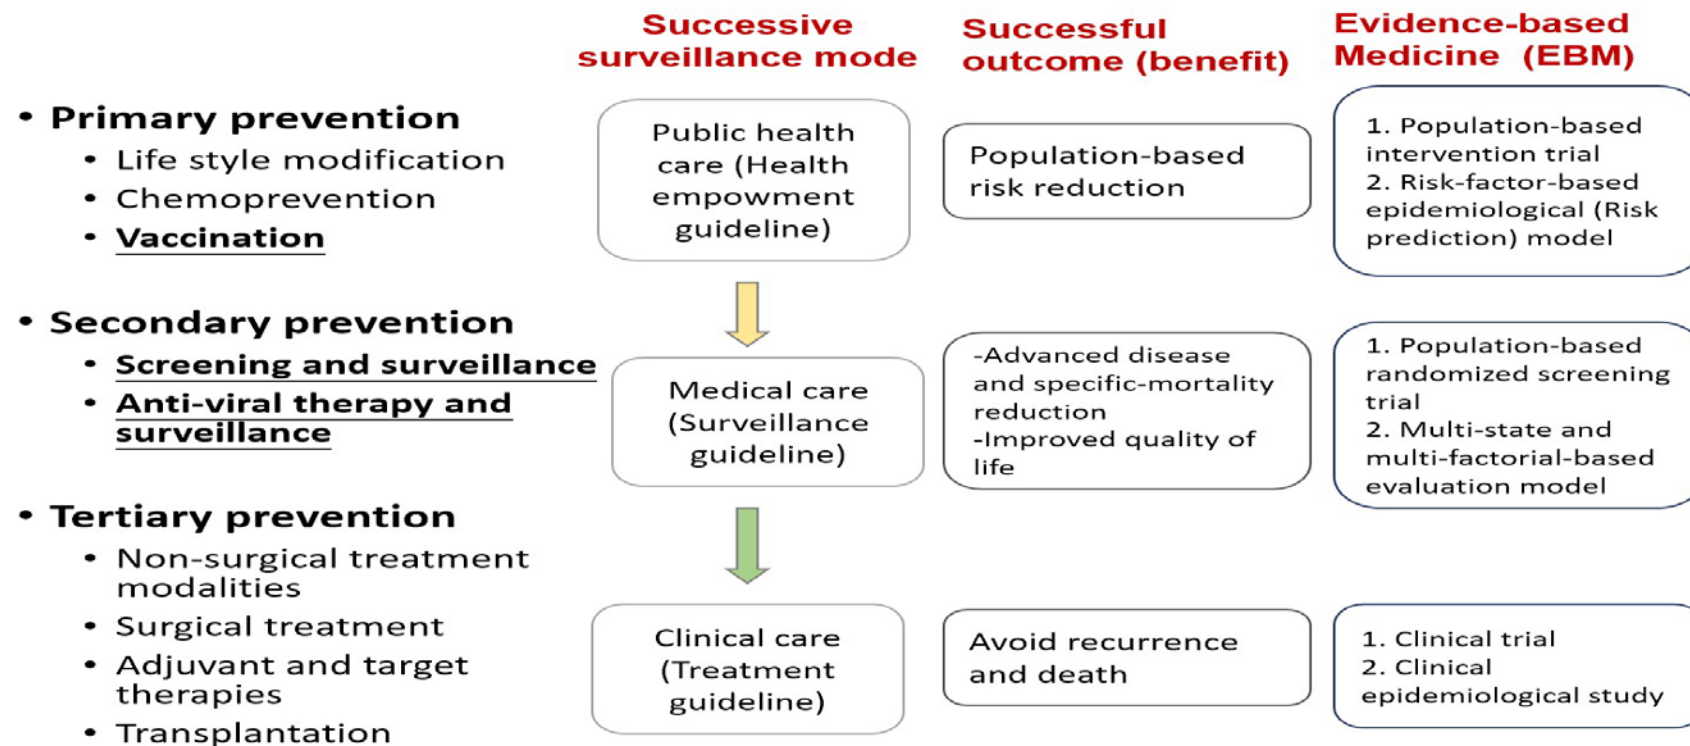 Successive
surveillance mode
Successful
outcome (benefit)
Evidence-based
Medicine (EBM)
• Primary prevention
• Life style modification
• Chemoprevention
• Vaccination
Public health
care (Health
empowment
guideline)
Population-based
risk reduction
1. Population-based
intervention trial
2. Risk-factor-based
epidemiological (Risk
prediction) model
• Secondary prevention
• Screening and surveillance
• Anti-viral therapy and
surveillance
Medical care
(Surveillance
guideline)
-Advanced disease
and specific-mortality
reduction
-Improved quality of
life
1. Population-based
randomized screening
trial
2. Multi-state and
multi-factorial-based
evaluation model
• Tertiary prevention
• Non-surgical treatment
modalities
• Surgical treatment
• Adjuvant and target
therapies
• Transplantation
Clinical care
(Treatment
guideline)
Avoid recurrence
and death
1. Clinical trial
2. Clinical
epidemiological study